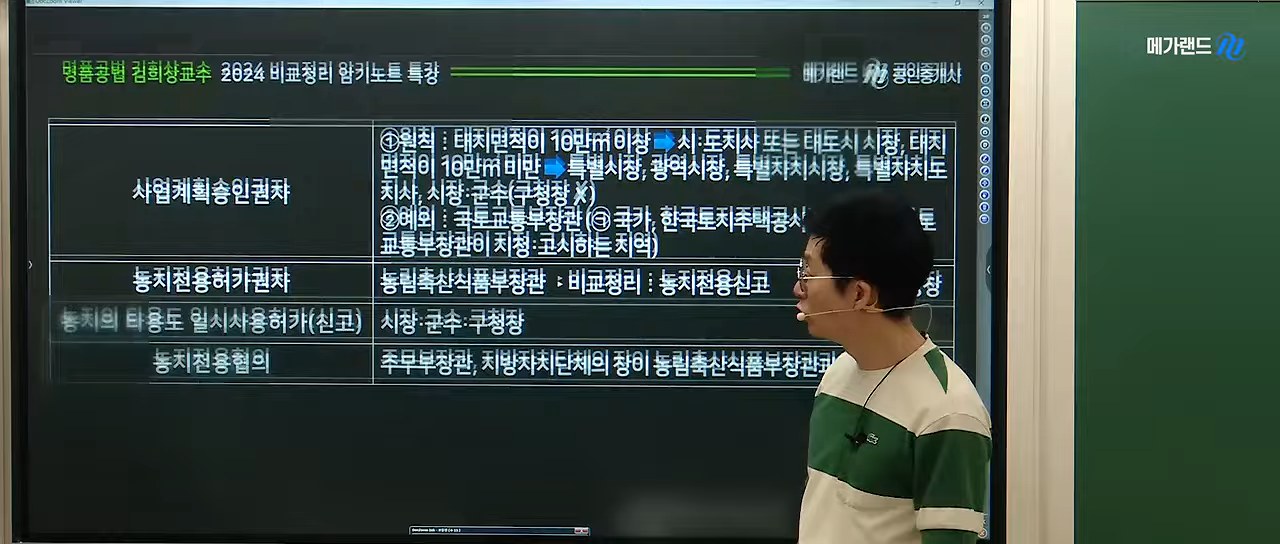 DocZoom Viewer
메가랜드
명품공법 김희상교수 2024 비교정리 암기노트 특강
메가랜드 공인중개사
사업계획승인권자
①원칙 : 대지면적이 10만㎡ 이상 ➡ 시·도지사 또는 대도시 시장, 대지
면적이 10만㎡ 미만 ➡ 특별시장, 광역시장, 특별자치시장, 특별자치도
지사, 시장·군수(구청장 X)
②예외 : 국토교통부장관(㉠ 국가, 한국토지주택공사
교통부장관이 지정·고시하는 지역)
농지전용허가권자
농림축산식품부장관 ‣ 비교정리 : 농지전용신고
농지의 타용도 일시사용허가(신고)
시장·군수·구청장
농지전용협의
주무부장관, 지방자치단체의 장이 농림축산식품부장관과